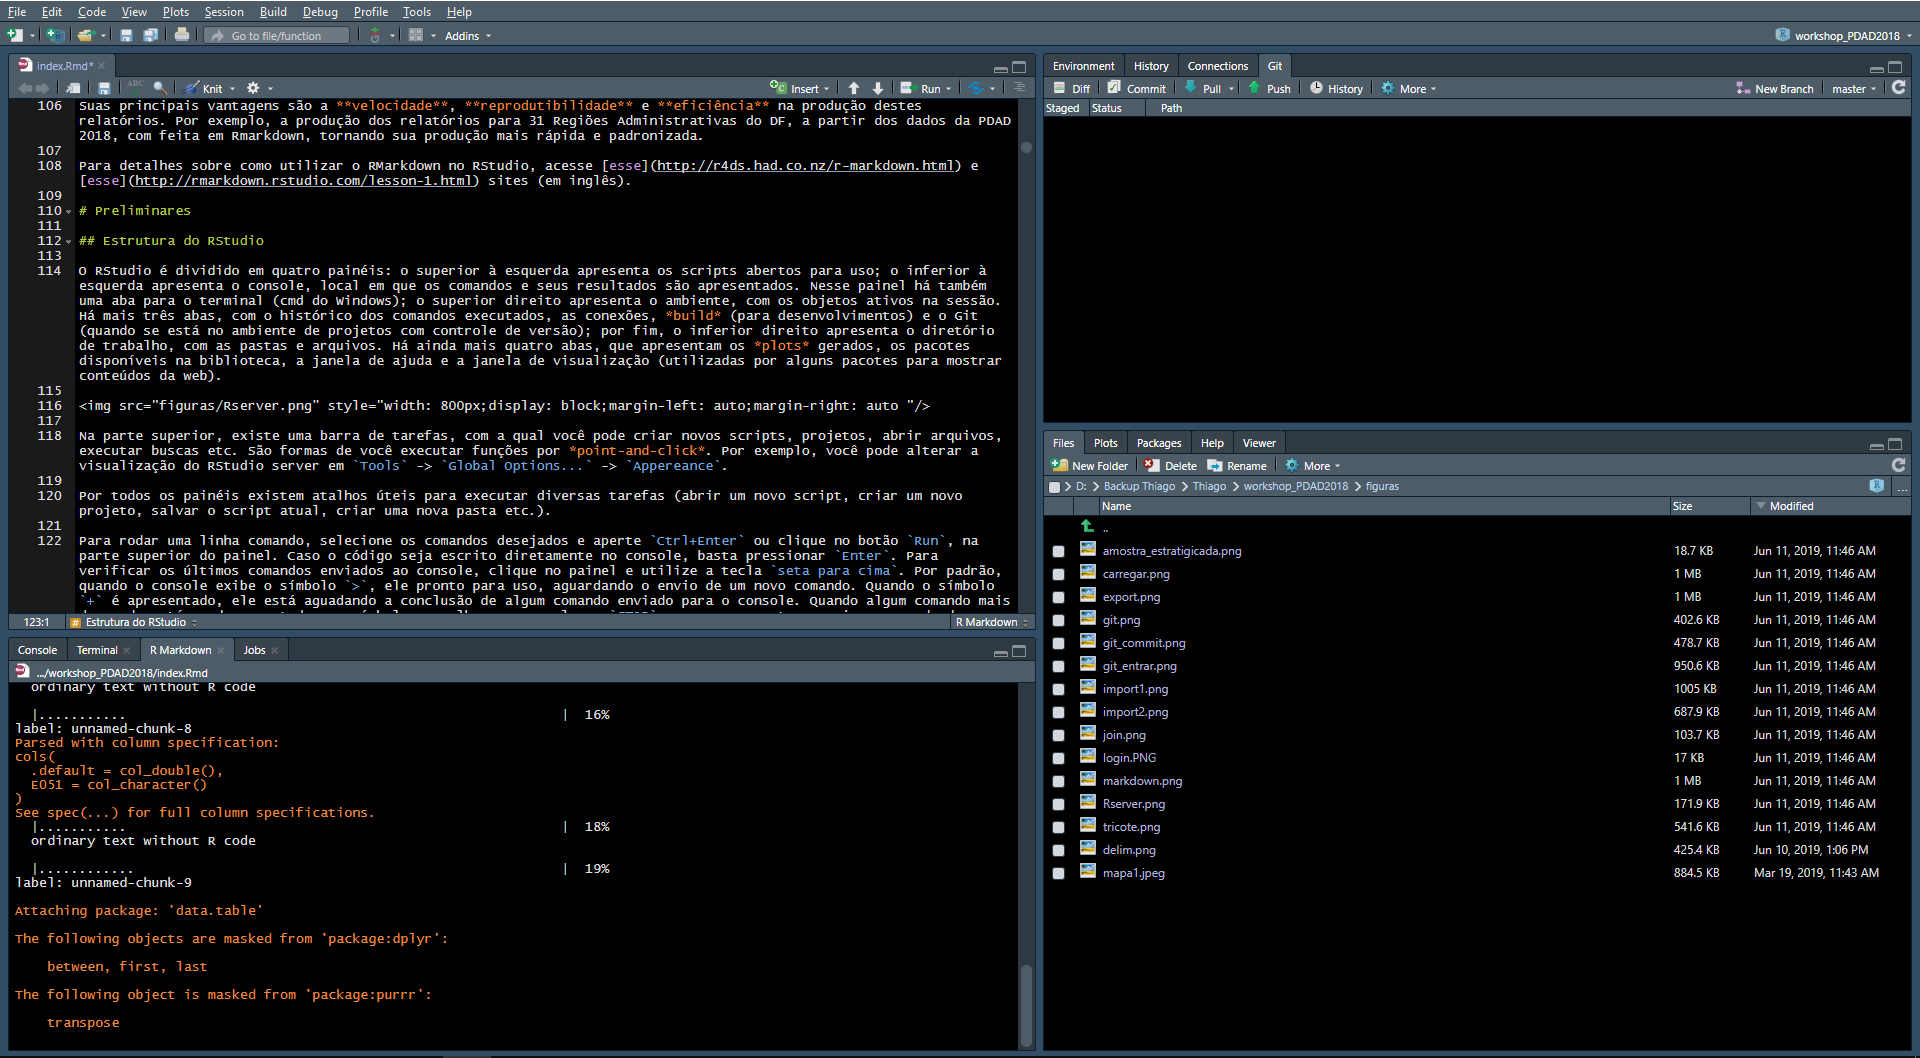 File Edit Code View Plots Session Build Debug Profile Tools Help
Go to file/function Addins workshop_PDAD2018
index.Rmd*
ABC Knit Insert Run
106 Suas principais vantagens são a **velocidade**, **reprodutibilidade** e **eficiência** na produção destes
relatórios. Por exemplo, a produção dos relatórios para 31 Regiões Administrativas do DF, a partir dos dados da PDAD
2018, com feita em Rmarkdown, tornando sua produção mais rápida e padronizada.
107
108 Para detalhes sobre como utilizar o RMarkdown no RStudio, acesse [esse](http://r4ds.had.co.nz/r-markdown.html) e
[esse](http://rmarkdown.rstudio.com/lesson-1.html) sites (em inglês).
109
110 # Preliminares
111
112 ## Estrutura do RStudio
113
114 O RStudio é dividido em quatro painéis: o superior à esquerda apresenta os scripts abertos para uso; o inferior à
esquerda apresenta o console, local em que os comandos e seus resultados são apresentados. Nesse painel há também
uma aba para o terminal (cmd do Windows); o superior direito apresenta o ambiente, com os objetos ativos na sessão.
Há mais três abas, com o histórico dos comandos executados, as conexões, *build* (para desenvolvimentos) e o Git
(quando se está no ambiente de projetos com controle de versão); por fim, o inferior direito apresenta o diretório
de trabalho, com as pastas e arquivos. Há ainda mais quatro abas, que apresentam os *plots* gerados, os pacotes
disponíveis na biblioteca, a janela de ajuda e a janela de visualização (utilizadas por alguns pacotes para mostrar
conteúdos da web).
115
116 <img src="figuras/Rserver.png" style="width: 800px;display: block;margin-left: auto;margin-right: auto "/>
117
118 Na parte superior, existe uma barra de tarefas, com a qual você pode criar novos scripts, projetos, abrir arquivos,
executar buscas etc. São formas de você executar funções por *point-and-click*. Por exemplo, você pode alterar a
visualização do RStudio server em `Tools` -> `Global Options...` -> `Appereance`.
119
120 Por todos os painéis existem atalhos úteis para executar diversas tarefas (abrir um novo script, criar um novo
projeto, salvar o script atual, criar uma nova pasta etc.).
121
122 Para rodar uma linha comando, selecione os comandos desejados e aperte `Ctrl+Enter` ou clique no botão `Run`, na
parte superior do painel. Caso o código seja escrito diretamente no console, basta pressionar `Enter`. Para
verificar os últimos comandos enviados ao console, clique no painel e utilize a tecla `seta para cima`. Por padrão,
quando o console exibe o símbolo `>`, ele pronto para uso, aguardando o envio de um novo comando. Quando o símbolo
`+` é apresentado, ele está aguadando a conclusão de algum comando enviado para o console. Quando algum comando mais
123:1 Estrutura do RStudio R Markdown
Console Terminal R Markdown Jobs
.../workshop_PDAD2018/index.Rmd
ordinary text without R code
|........... | 16%
label: unnamed-chunk-8
Parsed with column specification:
cols(
.default = col_double(),
E051 = col_character()
)
See spec(...) for full column specifications.
|........... | 18%
ordinary text without R code
|............ | 19%
label: unnamed-chunk-9
Attaching package: 'data.table'
The following objects are masked from 'package:dplyr':
between, first, last
The following object is masked from 'package:purrr':
transpose
Environment History Connections Git
Diff Commit Pull Push History More New Branch master
Staged Status Path
Files Plots Packages Help Viewer
New Folder Delete Rename More
D: Backup Thiago Thiago workshop_PDAD2018 figuras ...
Name Size Modified
..
amostra_estratigicada.png 18.7 KB Jun 11, 2019, 11:46 AM
carregar.png 1 MB Jun 11, 2019, 11:46 AM
export.png 1 MB Jun 11, 2019, 11:46 AM
git.png 402.6 KB Jun 11, 2019, 11:46 AM
git_commit.png 478.7 KB Jun 11, 2019, 11:46 AM
git_entrar.png 950.6 KB Jun 11, 2019, 11:46 AM
import1.png 1005 KB Jun 11, 2019, 11:46 AM
import2.png 687.9 KB Jun 11, 2019, 11:46 AM
join.png 103.7 KB Jun 11, 2019, 11:46 AM
login.PNG 17 KB Jun 11, 2019, 11:46 AM
markdown.png 1 MB Jun 11, 2019, 11:46 AM
Rserver.png 171.9 KB Jun 11, 2019, 11:46 AM
tricote.png 541.6 KB Jun 11, 2019, 11:46 AM
delim.png 425.4 KB Jun 10, 2019, 1:06 PM
mapa1.jpeg 884.5 KB Mar 19, 2019, 11:43 AM